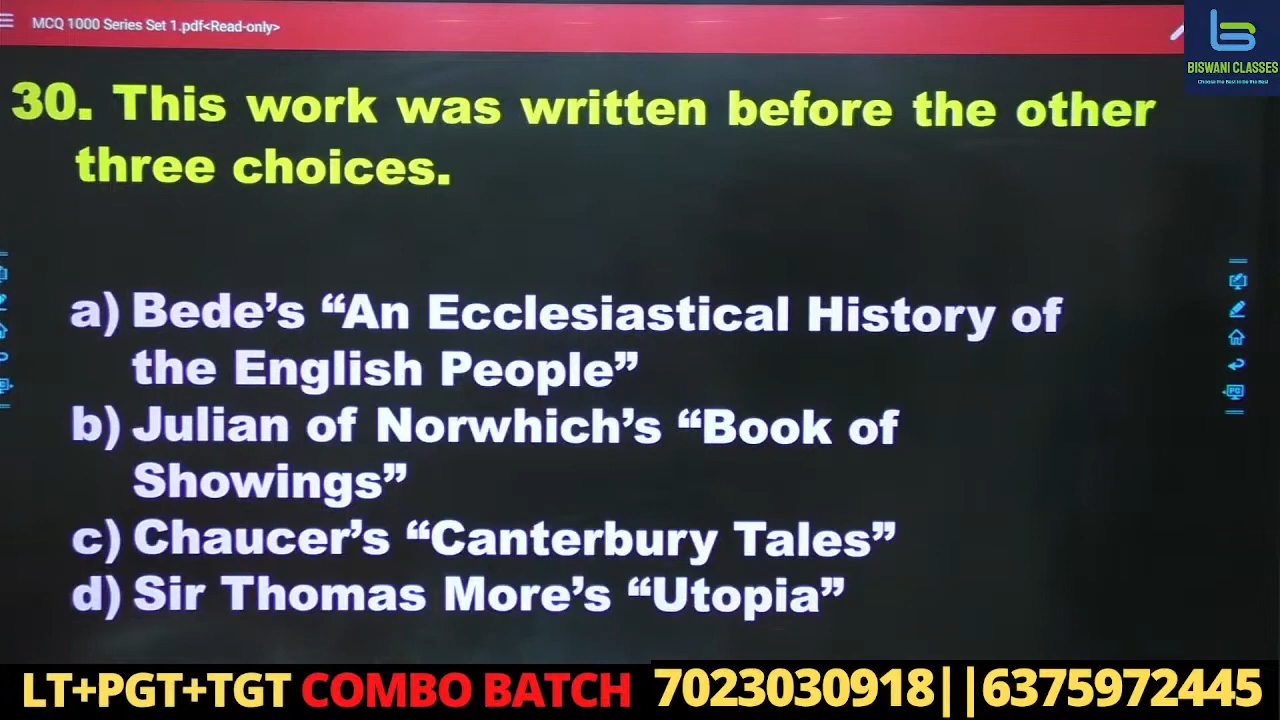 MCQ 1000 Series Set 1.pdf<Read-only>
BISWANI CLASSES
Choose the Best to Be the Best
30. This work was written before the other
three choices.
a) Bede’s “An Ecclesiastical History of
the English People”
b) Julian of Norwhich’s “Book of
Showings”
c) Chaucer’s “Canterbury Tales”
d) Sir Thomas More’s “Utopia”
PC
LT+PGT+TGT COMBO BATCH 7023030918||6375972445